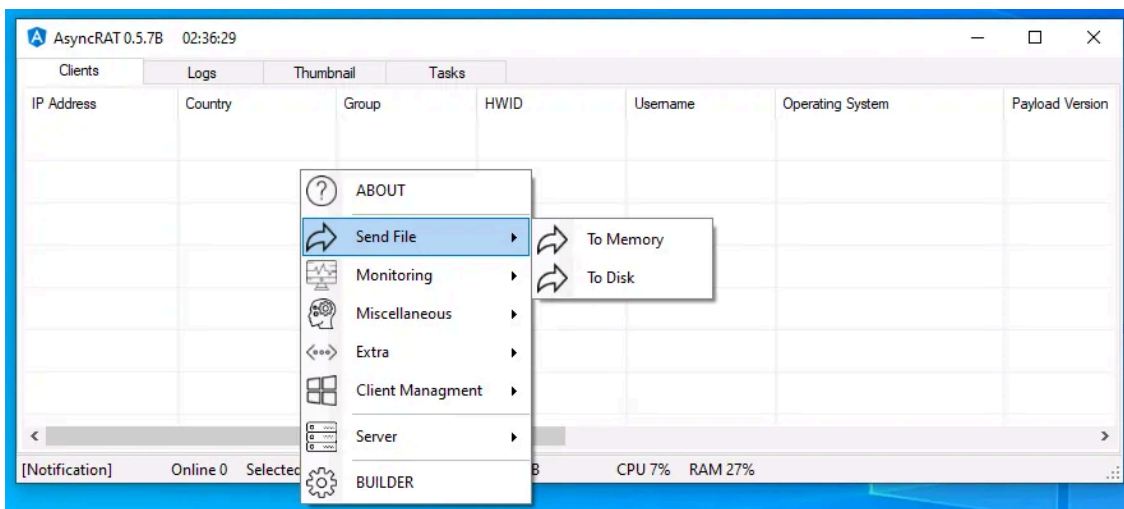 AsyncRAT 0.5.7B 02:36:29
Clients Logs Thumbnail Tasks
IP Address Country Group HWID Username Operating System Payload Version
ABOUT
Send File To Memory
To Disk
Monitoring
Miscellaneous
Extra
Client Managment
Server
[Notification] Online 0 Selected B CPU 7% RAM 27%
BUILDER